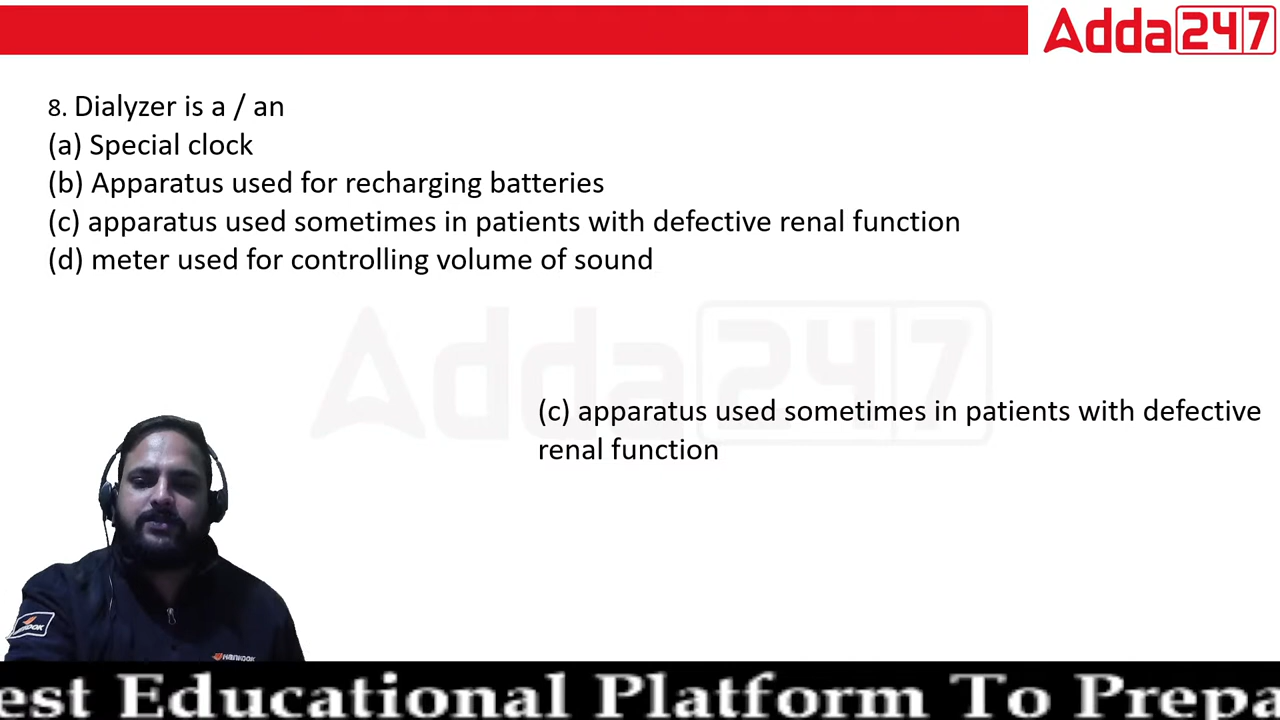 Adda247
8. Dialyzer is a / an
(a) Special clock
(b) Apparatus used for recharging batteries
(c) apparatus used sometimes in patients with defective renal function
(d) meter used for controlling volume of sound
Adda247
(c) apparatus used sometimes in patients with defective
renal function
HANKOOK
est Educational Platform To Prepa